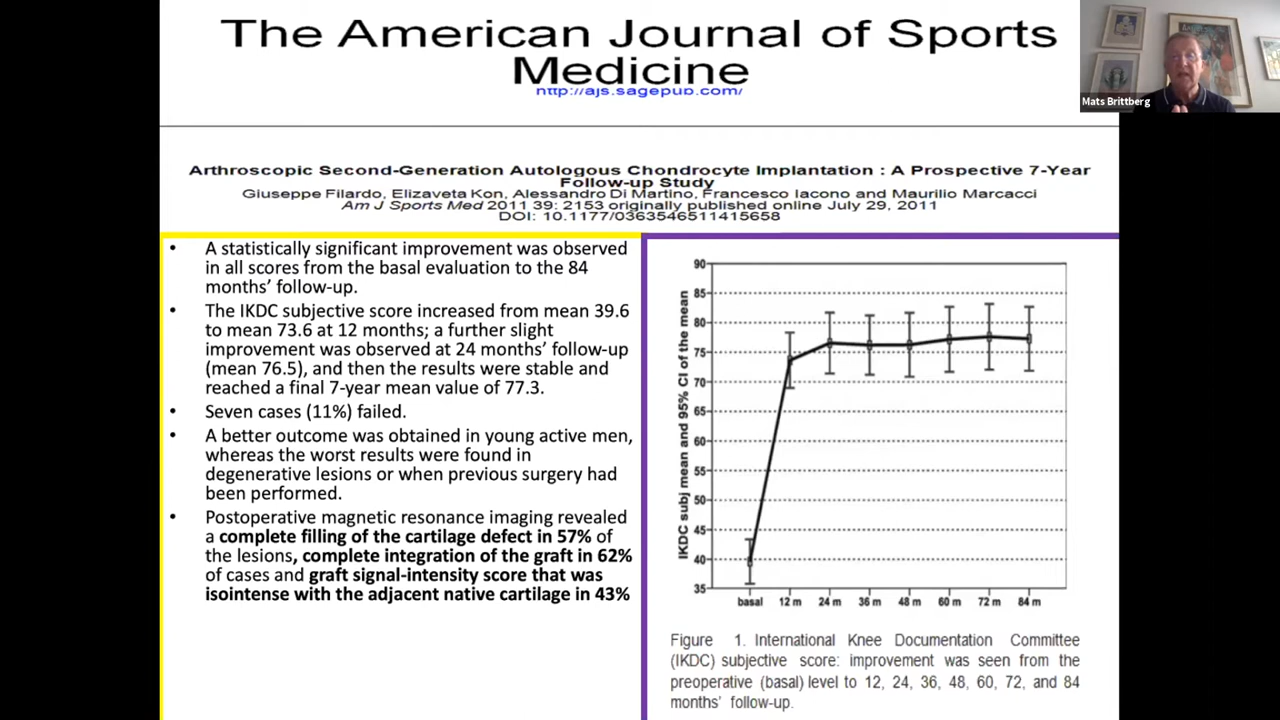 The American Journal of Sports
Medicine
http://ajs.sagepub.com/
Mats Brittberg
Arthroscopic Second-Generation Autologous Chondrocyte Implantation : A Prospective 7-Year
Follow-up Study
Giuseppe Filardo, Elizaveta Kon, Alessandro Di Martino, Francesco Iacono and Maurilio Marcacci
Am J Sports Med 2011 39: 2153 originally published online July 29, 2011
DOI: 10.1177/0363546511415658
• A statistically significant improvement was observed
in all scores from the basal evaluation to the 84
months’ follow-up.
• The IKDC subjective score increased from mean 39.6
to mean 73.6 at 12 months; a further slight
improvement was observed at 24 months’ follow-up
(mean 76.5), and then the results were stable and
reached a final 7-year mean value of 77.3.
• Seven cases (11%) failed.
• A better outcome was obtained in young active men,
whereas the worst results were found in
degenerative lesions or when previous surgery had
been performed.
• Postoperative magnetic resonance imaging revealed
a complete filling of the cartilage defect in 57% of
the lesions, complete integration of the graft in 62%
of cases and graft signal-intensity score that was
isointense with the adjacent native cartilage in 43%
IKDC subj mean and 95% CI of the mean
90
85
80
75
70
65
60
55
50
45
40
35
basal 12 m 24 m 36 m 48 m 60 m 72 m 84 m
Figure 1. International Knee Documentation Committee
(IKDC) subjective score: improvement was seen from the
preoperative (basal) level to 12, 24, 36, 48, 60, 72, and 84
months’ follow-up.